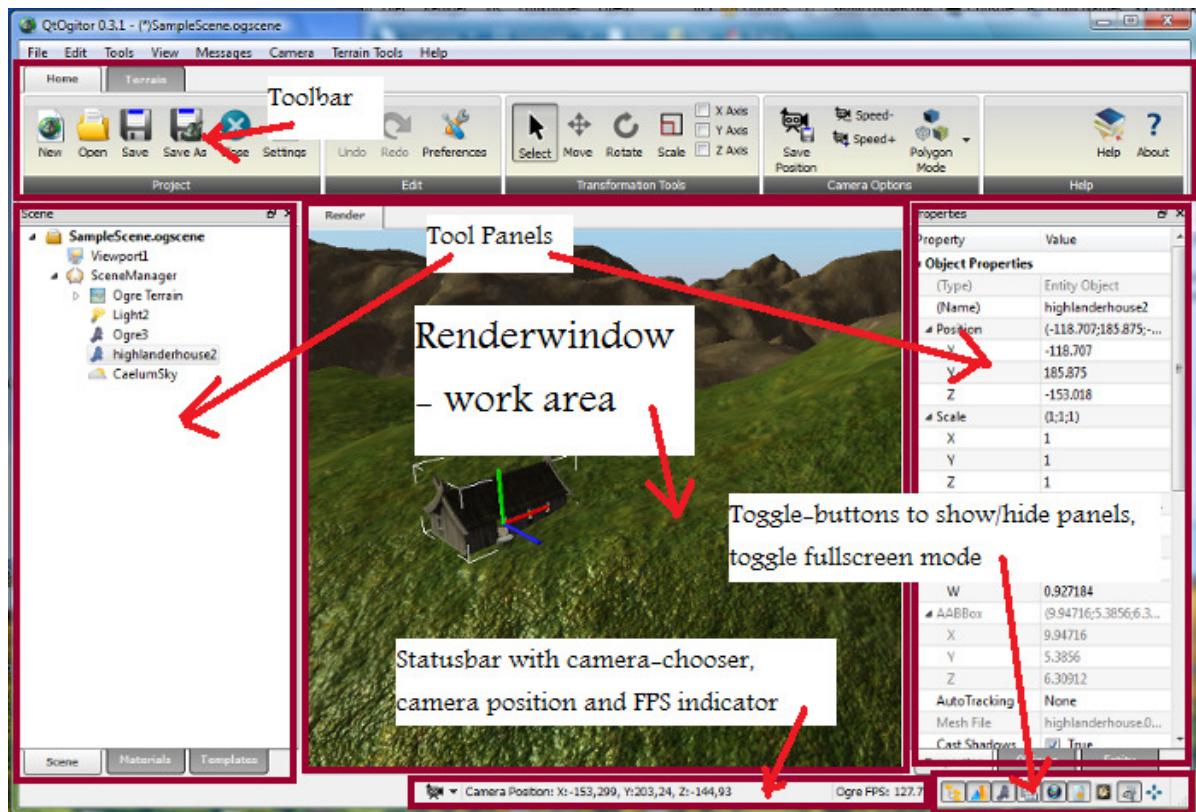 QtOgitor 0.3.1 - (*)SampleScene.ogscene
File Edit Tools View Messages Camera Terrain Tools Help
Home Terrain
Toolbar
New Open Save Save As Settings
Undo Redo Preferences
Select Move Rotate Scale
X Axis
Y Axis
Z Axis
Save Position
Speed-
Speed+
Polygon Mode
Help About
Project Edit Transformation Tools Camera Options Help
Scene
SampleScene.ogscene
Viewport1
SceneManager
Ogre Terrain
Light2
Ogre3
highlanderhouse2
CaelumSky
Scene Materials Templates
Render
Tool Panels
Renderwindow
- work area
Toggle-buttons to show/hide panels,
toggle fullscreen mode
Statusbar with camera-chooser,
camera position and FPS indicator
Property Value
Object Properties
(Type) Entity Object
(Name) highlanderhouse2
Position (-118.707;185.875;-...
X -118.707
185.875
Z -153.018
Scale (1;1;1)
X 1
Y 1
Z 1
W 0.927184
AABBox (9.94716;5.3856;6.3...
X 9.94716
Y 5.3856
Z 6.30912
AutoTracking None
Mesh File highlanderhouse.0...
Cast Shadows True
Camera Position: X:-153,299, Y:203,24, Z:-144,93
Ogre FPS: 127.7